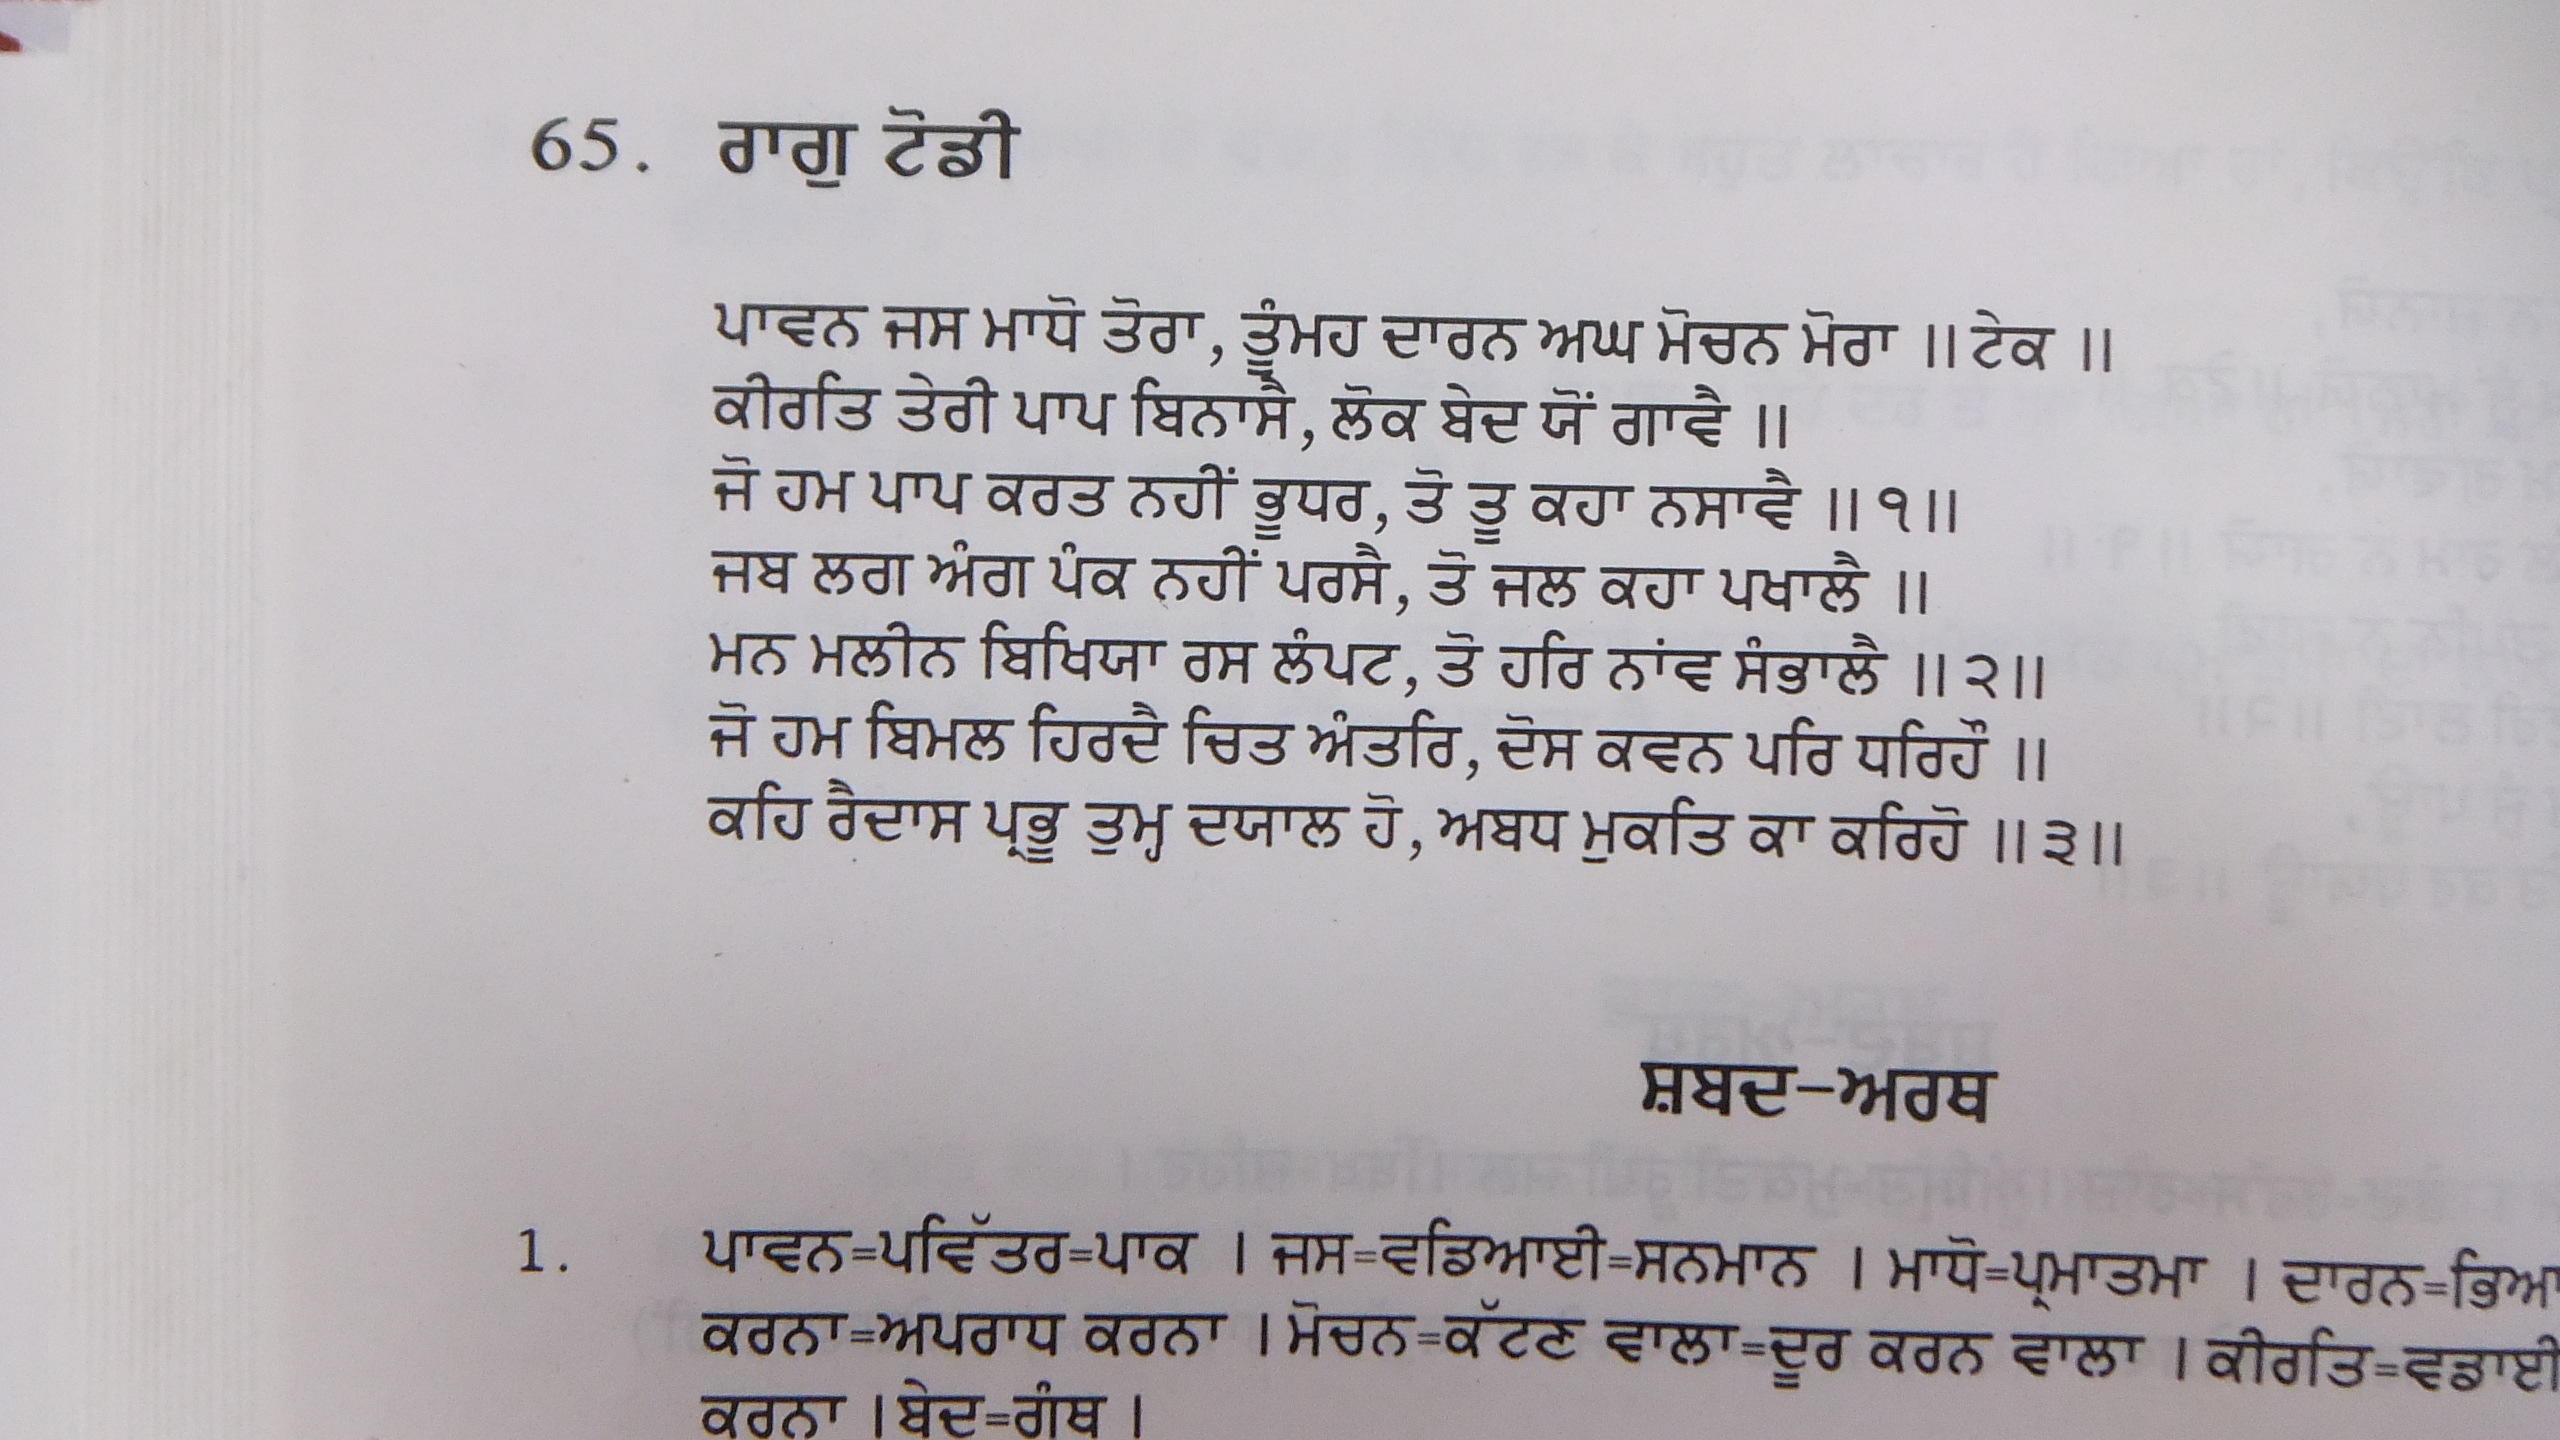 65. ਰਾਗੁ ਟੋਡੀ
ਪਾਵਨ ਜਸ ਮਾਧੋ ਤੋਰਾ, ਤੂੰਮਹ ਦਾਰਨ ਅਘ ਮੋਚਨ ਮੋਰਾ ॥ ਟੇਕ ॥
ਕੀਰਤਿ ਤੇਰੀ ਪਾਪ ਬਿਨਾਸੈ, ਲੋਕ ਬੇਦ ਯੋਂ ਗਾਵੈ ॥
ਜੋ ਹਮ ਪਾਪ ਕਰਤ ਨਹੀਂ ਭੂਧਰ, ਤੋ ਤੂ ਕਹਾ ਨਸਾਵੈ ॥ ੧॥
ਜਬ ਲਗ ਅੰਗ ਪੰਕ ਨਹੀਂ ਪਰਸੈ, ਤੋ ਜਲ ਕਹਾ ਪਖਾਲੈ ॥
ਮਨ ਮਲੀਨ ਬਿਖਿਯਾ ਰਸ ਲੰਪਟ, ਤੋ ਹਰਿ ਨਾਂਵ ਸੰਭਾਲੈ ॥ ੨॥
ਜੋ ਹਮ ਬਿਮਲ ਹਿਰਦੈ ਚਿਤ ਅੰਤਰਿ, ਦੋਸ ਕਵਨ ਪਰਿ ਧਰਿਹੌ ॥
ਕਹਿ ਰੈਦਾਸ ਪ੍ਰਭੂ ਤੁਮ੍ਹ ਦਯਾਲ ਹੋ, ਅਬਧ ਮੁਕਤਿ ਕਾ ਕਰਿਹੋ ॥ ੩॥
ਸ਼ਬਦ-ਅਰਥ
1. ਪਾਵਨ=ਪਵਿੱਤਰ=ਪਾਕ । ਜਸ=ਵਡਿਆਈ=ਸਨਮਾਨ । ਮਾਧੋ=ਪ੍ਰਮਾਤਮਾ । ਦਾਰਨ=
ਕਰਨਾ=ਅਪਰਾਧ ਕਰਨਾ । ਮੋਚਨ=ਕੱਟਣ ਵਾਲਾ=ਦੂਰ ਕਰਨ ਵਾਲਾ । ਕੀਰਤਿ=ਵਡਾਈ
ਕਰਨਾ । ਬੇਦ=ਗ੍ਰੰਥ ।